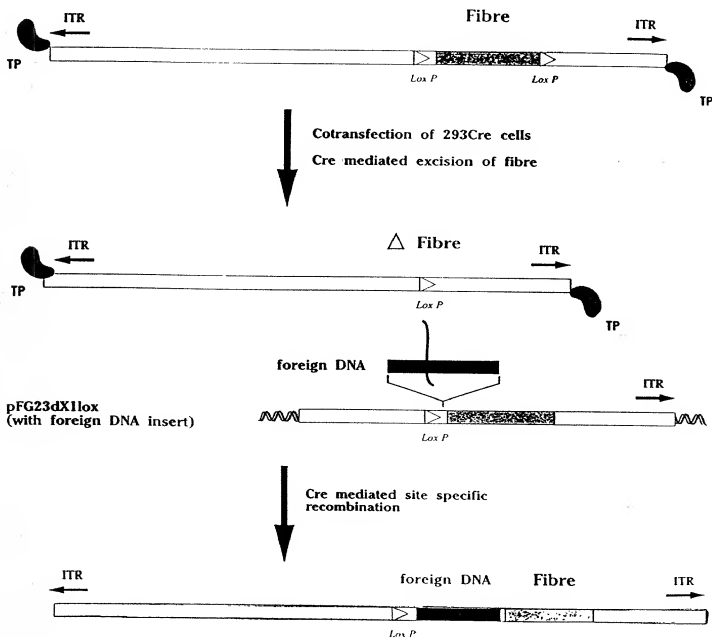 Fibre
ITR
ITR
TP
Lox P
Lox P
TP
Cotransfection of 293Cre cells
Cre mediated excision of fibre
ITR
△ Fibre
ITR
TP
Lox P
TP
foreign DNA
ITR
pFG23dX1lox
(with foreign DNA insert)
Lox P
Cre mediated site specific
recombination
ITR
foreign DNA
Fibre
ITR
Lox P